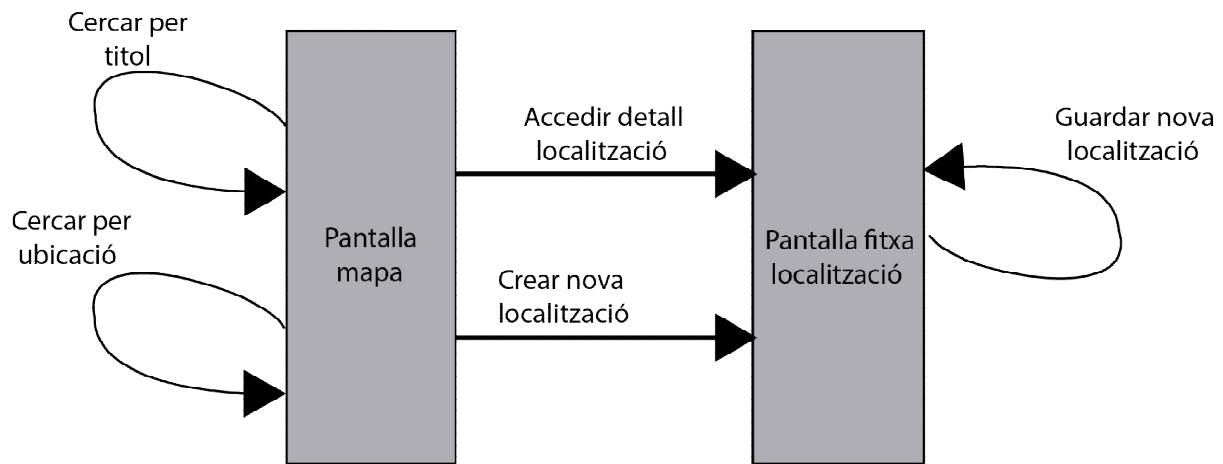 Cercar per
titol
Accedir detall
localització
Guardar nova
localització
Cercar per
ubicació
Pantalla
mapa
Pantalla fitxa
localització
Crear nova
localització